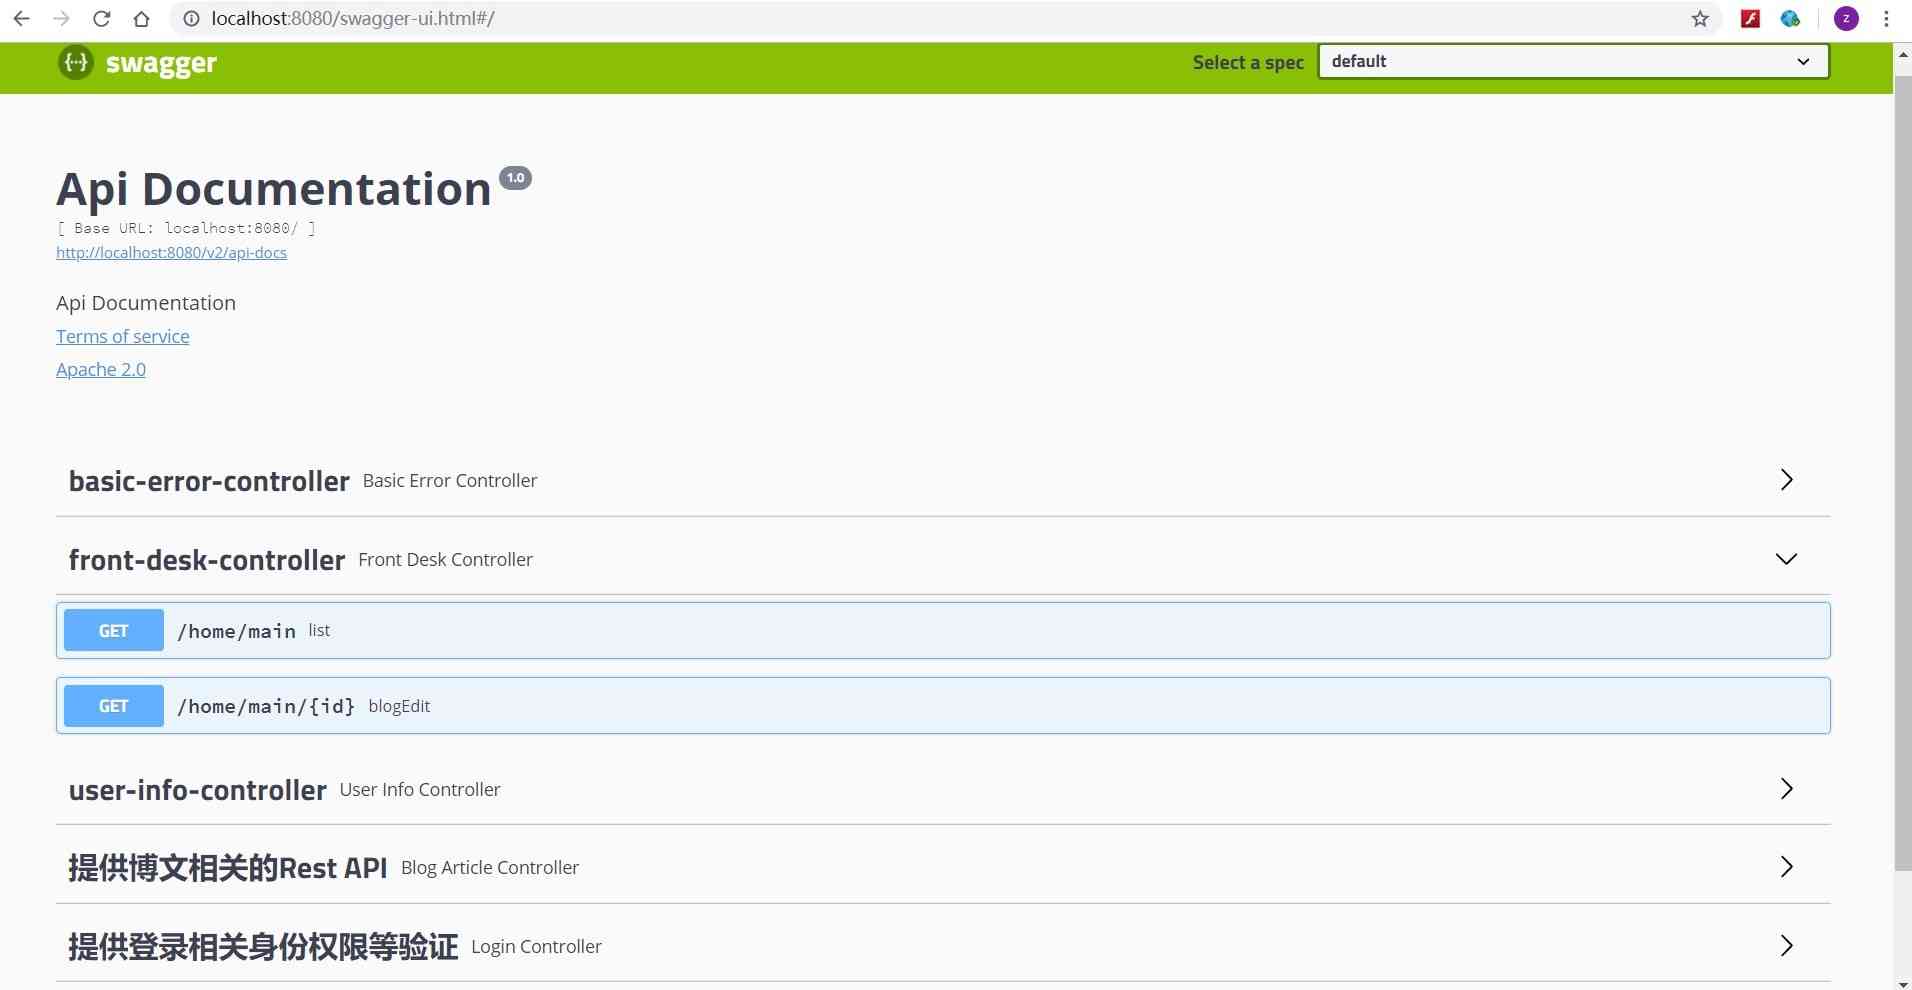 localhost:8080/swagger-ui.html#/
z
{··} swagger
Select a spec default
Api Documentation 1.0
[ Base URL: localhost:8080/ ]
http://localhost:8080/v2/api-docs
Api Documentation
Terms of service
Apache 2.0
basic-error-controller Basic Error Controller
front-desk-controller Front Desk Controller
GET /home/main list
GET /home/main/{id} blogEdit
user-info-controller User Info Controller
提供博文相关的Rest API Blog Article Controller
提供登录相关身份权限等验证 Login Controller